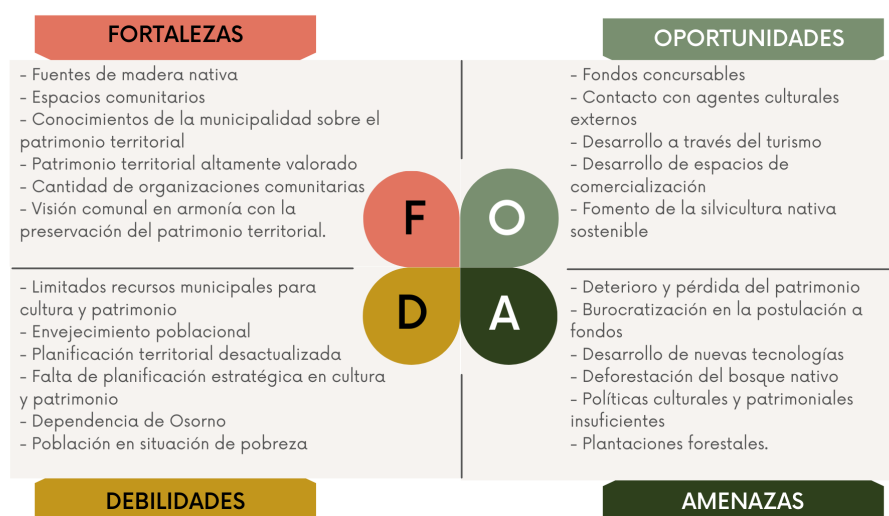 FORTALEZAS
- Fuentes de madera nativa
- Espacios comunitarios
- Conocimientos de la municipalidad sobre el
patrimonio territorial
- Patrimonio territorial altamente valorado
- Cantidad de organizaciones comunitarias
- Visión comunal en armonía con la
preservación del patrimonio territorial.
OPORTUNIDADES
- Fondos concursables
- Contacto con agentes culturales
externos
- Desarrollo a través del turismo
- Desarrollo de espacios de
comercialización
- Fomento de la silvicultura nativa
sostenible
F O
D A
- Limitados recursos municipales para
cultura y patrimonio
- Envejecimiento poblacional
- Planificación territorial desactualizada
- Falta de planificación estratégica en cultura
y patrimonio
- Dependencia de Osorno
- Población en situación de pobreza
DEBILIDADES
- Deterioro y pérdida del patrimonio
- Burocratización en la postulación a
fondos
- Desarrollo de nuevas tecnologías
- Deforestación del bosque nativo
- Políticas culturales y patrimoniales
insuficientes
- Plantaciones forestales.
AMENAZAS